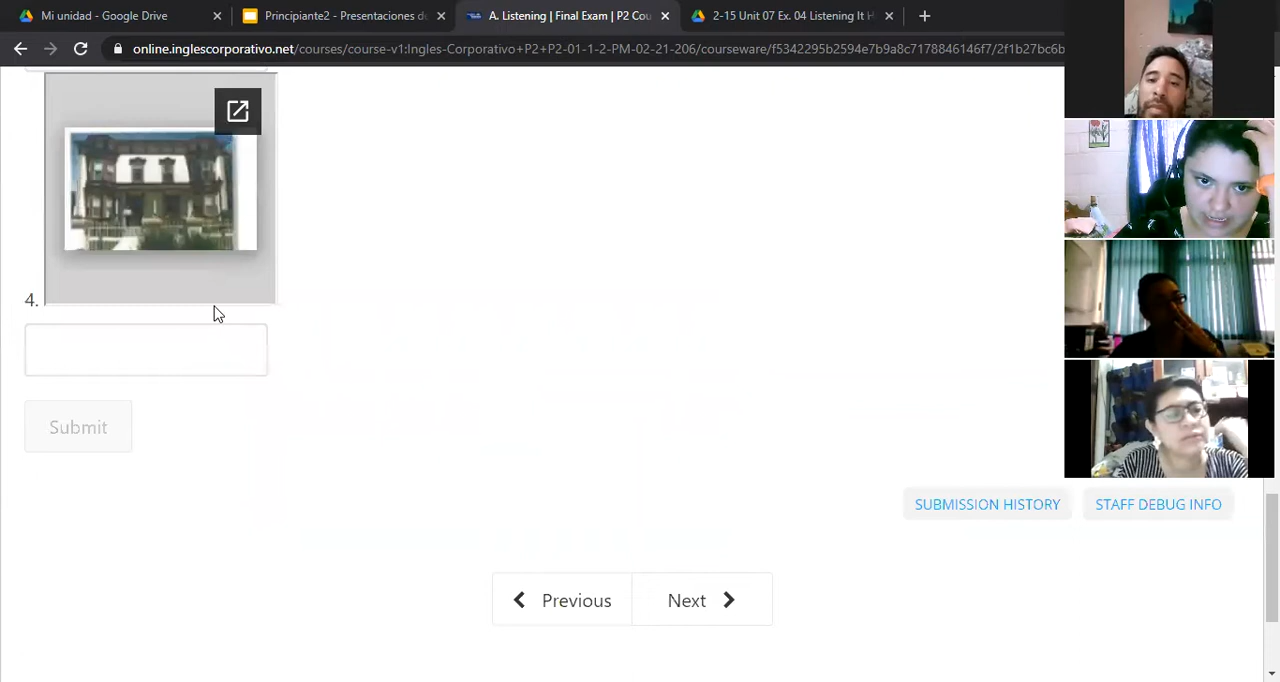 Mi unidad - Google Drive
Principiante2 - Presentaciones d
A. Listening | Final Exam | P2 Cou
2-15 Unit 07 Ex. 04 Listening It H
online.inglescorporativo.net/courses/course-v1:Ingles-Corporativo+P2+P2-01-1-2-PM-02-21-206/courseware/f5342295b2594e7b9a8c7178846146f7/2f1b27bc6b
4.
Submit
SUBMISSION HISTORY
STAFF DEBUG INFO
Previous
Next